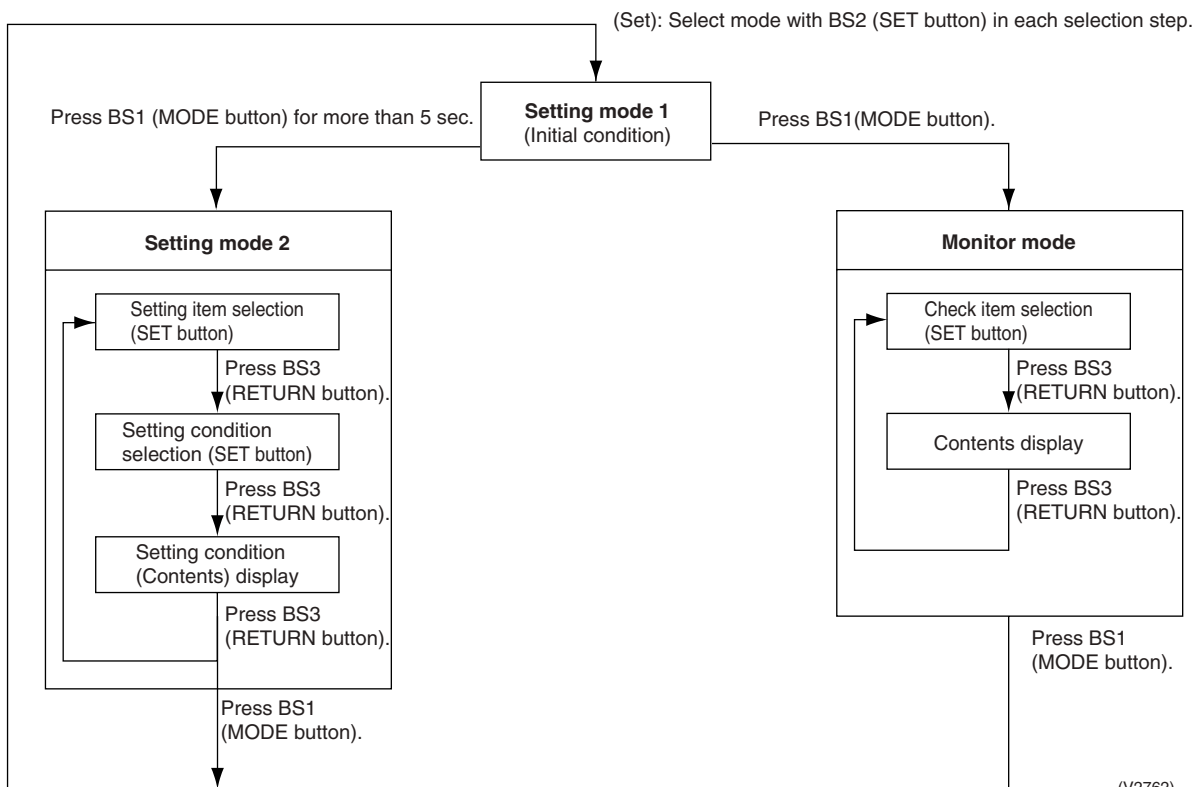 (Set): Select mode with BS2 (SET button) in each selection step.
Setting mode 1
(Initial condition)
Press BS1 (MODE button) for more than 5 sec.
Press BS1(MODE button).
Setting mode 2
Setting item selection
(SET button)
Press BS3
(RETURN button).
Setting condition
selection (SET button)
Press BS3
(RETURN button).
Setting condition
(Contents) display
Press BS3
(RETURN button).
Press BS1
(MODE button).
Monitor mode
Check item selection
(SET button)
Press BS3
(RETURN button).
Contents display
Press BS3
(RETURN button).
Press BS1
(MODE button).
(V2762)